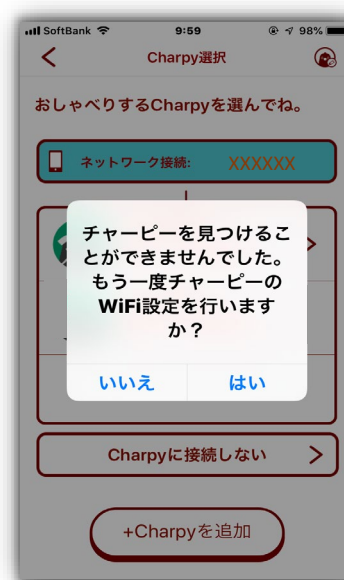 SoftBank 9:59 98%
Charpy選択
おしゃべりするCharpyを選んでね。
ネットワーク接続: XXXXXX
チャーピーを見つけるこ
とができませんでした。
もう一度チャーピーの
WiFi設定を行います
か？
いいえ はい
Charpyに接続しない
+Charpyを追加